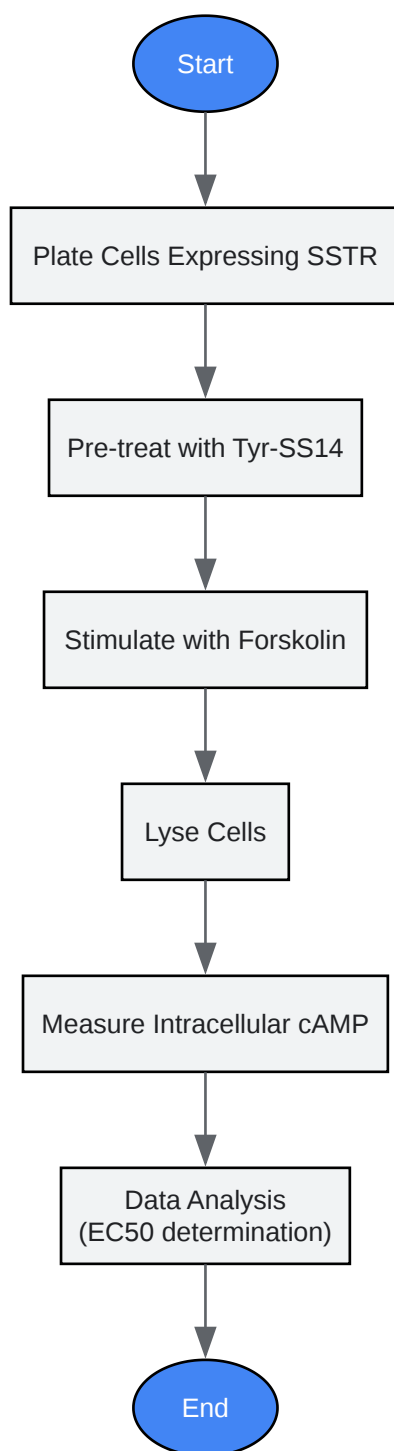 Start
Plate Cells Expressing SSTR
Pre-treat with Tyr-SS14
Stimulate with Forskolin
Lyse Cells
Measure Intracellular cAMP
Data Analysis
(EC50 determination)
End